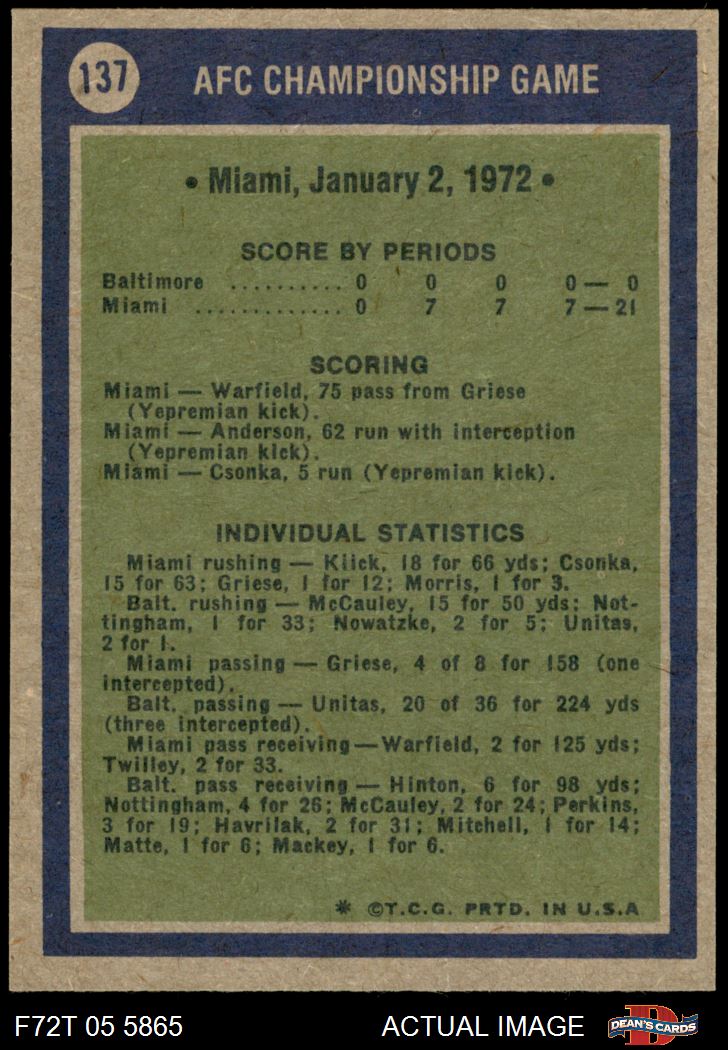 137 AFC CHAMPIONSHIP GAME
• Miami, January 2, 1972 •
SCORE BY PERIODS
Baltimore .......... 0 0 0 0 — 0
Miami ............. 0 7 7 7 — 21
SCORING
Miami — Warfield, 75 pass from Griese
(Yepremian kick).
Miami — Anderson, 62 run with interception
(Yepremian kick).
Miami — Csonka, 5 run (Yepremian kick).
INDIVIDUAL STATISTICS
Miami rushing — Kiick, 18 for 66 yds; Csonka,
15 for 63; Griese, 1 for 12; Morris, 1 for 3.
Balt. rushing — McCauley, 15 for 50 yds; Not-
tingham, 1 for 33; Nowatzke, 2 for 5; Unitas,
2 for 1.
Miami passing — Griese, 4 of 8 for 158 (one
intercepted).
Balt. passing — Unitas, 20 of 36 for 224 yds
(three intercepted).
Miami pass receiving — Warfield, 2 for 125 yds;
Twilley, 2 for 33.
Balt. pass receiving — Hinton, 6 for 98 yds;
Nottingham, 4 for 26; McCauley, 2 for 24; Perkins,
3 for 19; Havrilak, 2 for 31; Mitchell, 1 for 14;
Matte, 1 for 6; Mackey, 1 for 6.
* ©T.C.G. PRTD. IN U.S.A
F72T 05 5865 ACTUAL IMAGE D DEAN'S CARDS